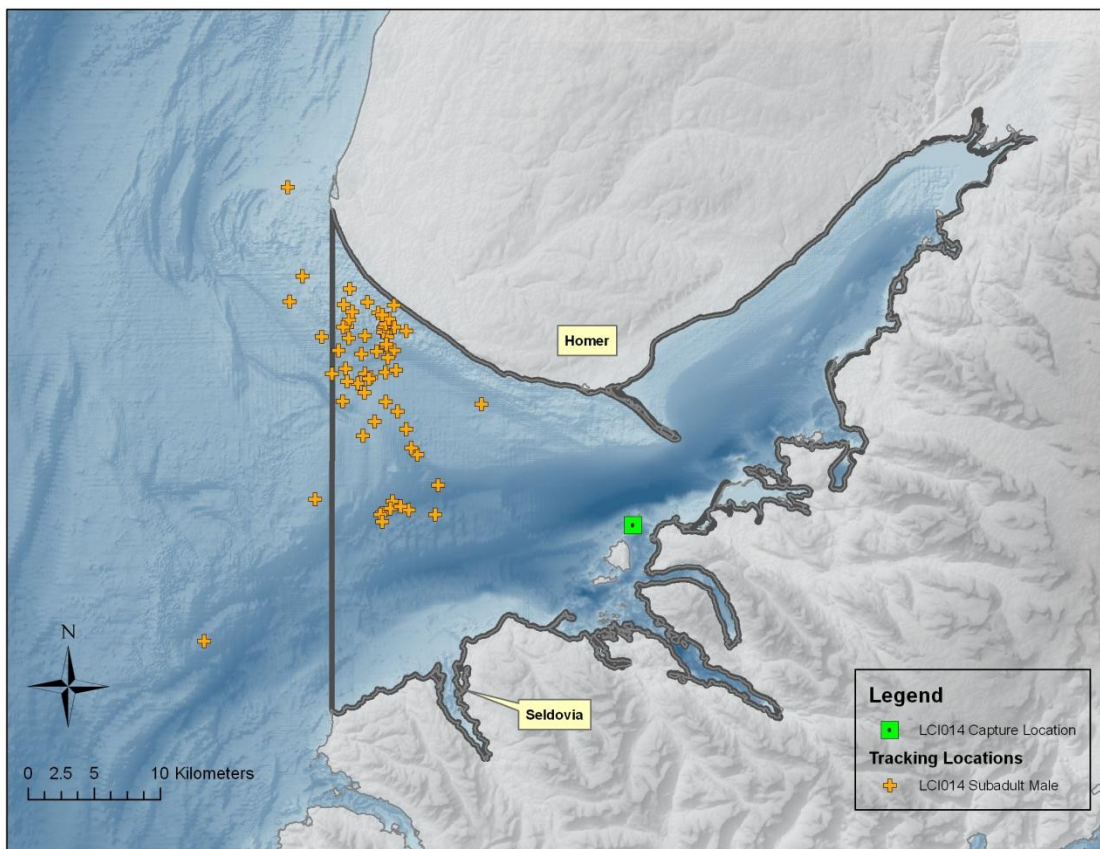 Homer
N
Seldovia
0 2.5 5 10 Kilometers
Legend
LCI014 Capture Location
Tracking Locations
LCI014 Subadult Male